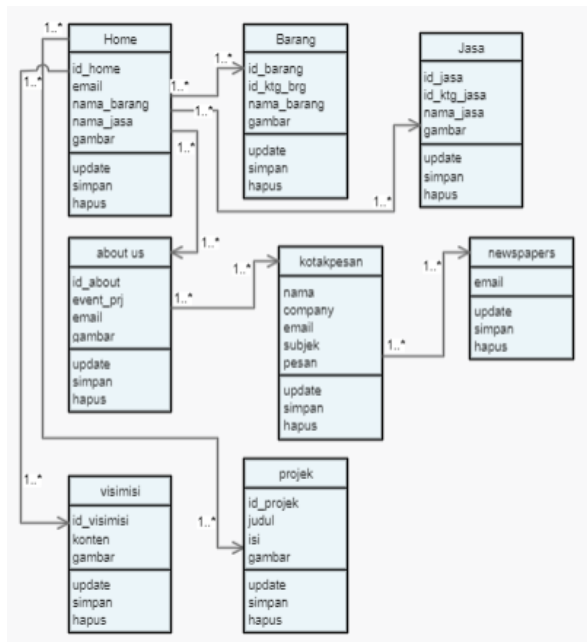 Home
id_home
email
nama_barang
nama_jasa
gambar
update
simpan
hapus
Barang
id_barang
id_ktg_brg
nama_barang
gambar
update
simpan
hapus
Jasa
id_jasa
id_ktg_jasa
nama_jasa
gambar
update
simpan
hapus
1..*
1..*
1..*
1..*
1..*
1..*
1..*
1..*
about us
id_about
event_prj
email
gambar
update
simpan
hapus
1..*
1..*
kotakpesan
nama
company
email
subjek
pesan
update
simpan
hapus
1..*
1..*
newspapers
email
update
simpan
hapus
visimisi
id_visimisi
konten
gambar
update
simpan
hapus
1..*
1..*
projek
id_projek
judul
isi
gambar
update
simpan
hapus